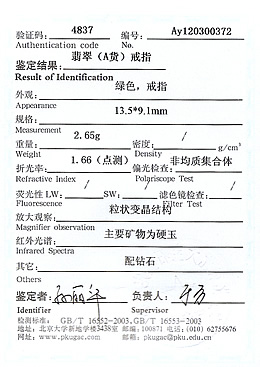 验证码: 4837 编号: Ay120300372
Authentication code No.
鉴定结果: 翡翠（A货）戒指
Result of Identification
外观: 绿色，戒指
Appearance
规格: 13.5*9.1mm
Measurement
重量: 2.65g 密度: / g/cm³
Weight Density
折光率: 1.66（点测） 偏光检查: 非均质集合体
Refractive Index Polariscope Test
荧光性 LW: / SW: / 滤色镜检查: /
Fluorescence Filter Test
放大观察: 粒状变晶结构
Magnifier observation
红外光谱: 主要矿物为硬玉
Infrared Spectra
其它: 配钻石
Others
鉴定者: 负责人:
Identifier Supervisor
检测标准: GB/T 16552-2003、GB/T 16553-2003
地址: 北京大学新地学楼3438室 邮编: 100871 电话: (010) 62755676
网址: www.pkugac.com 邮箱: pkugac@pku.edu.cn